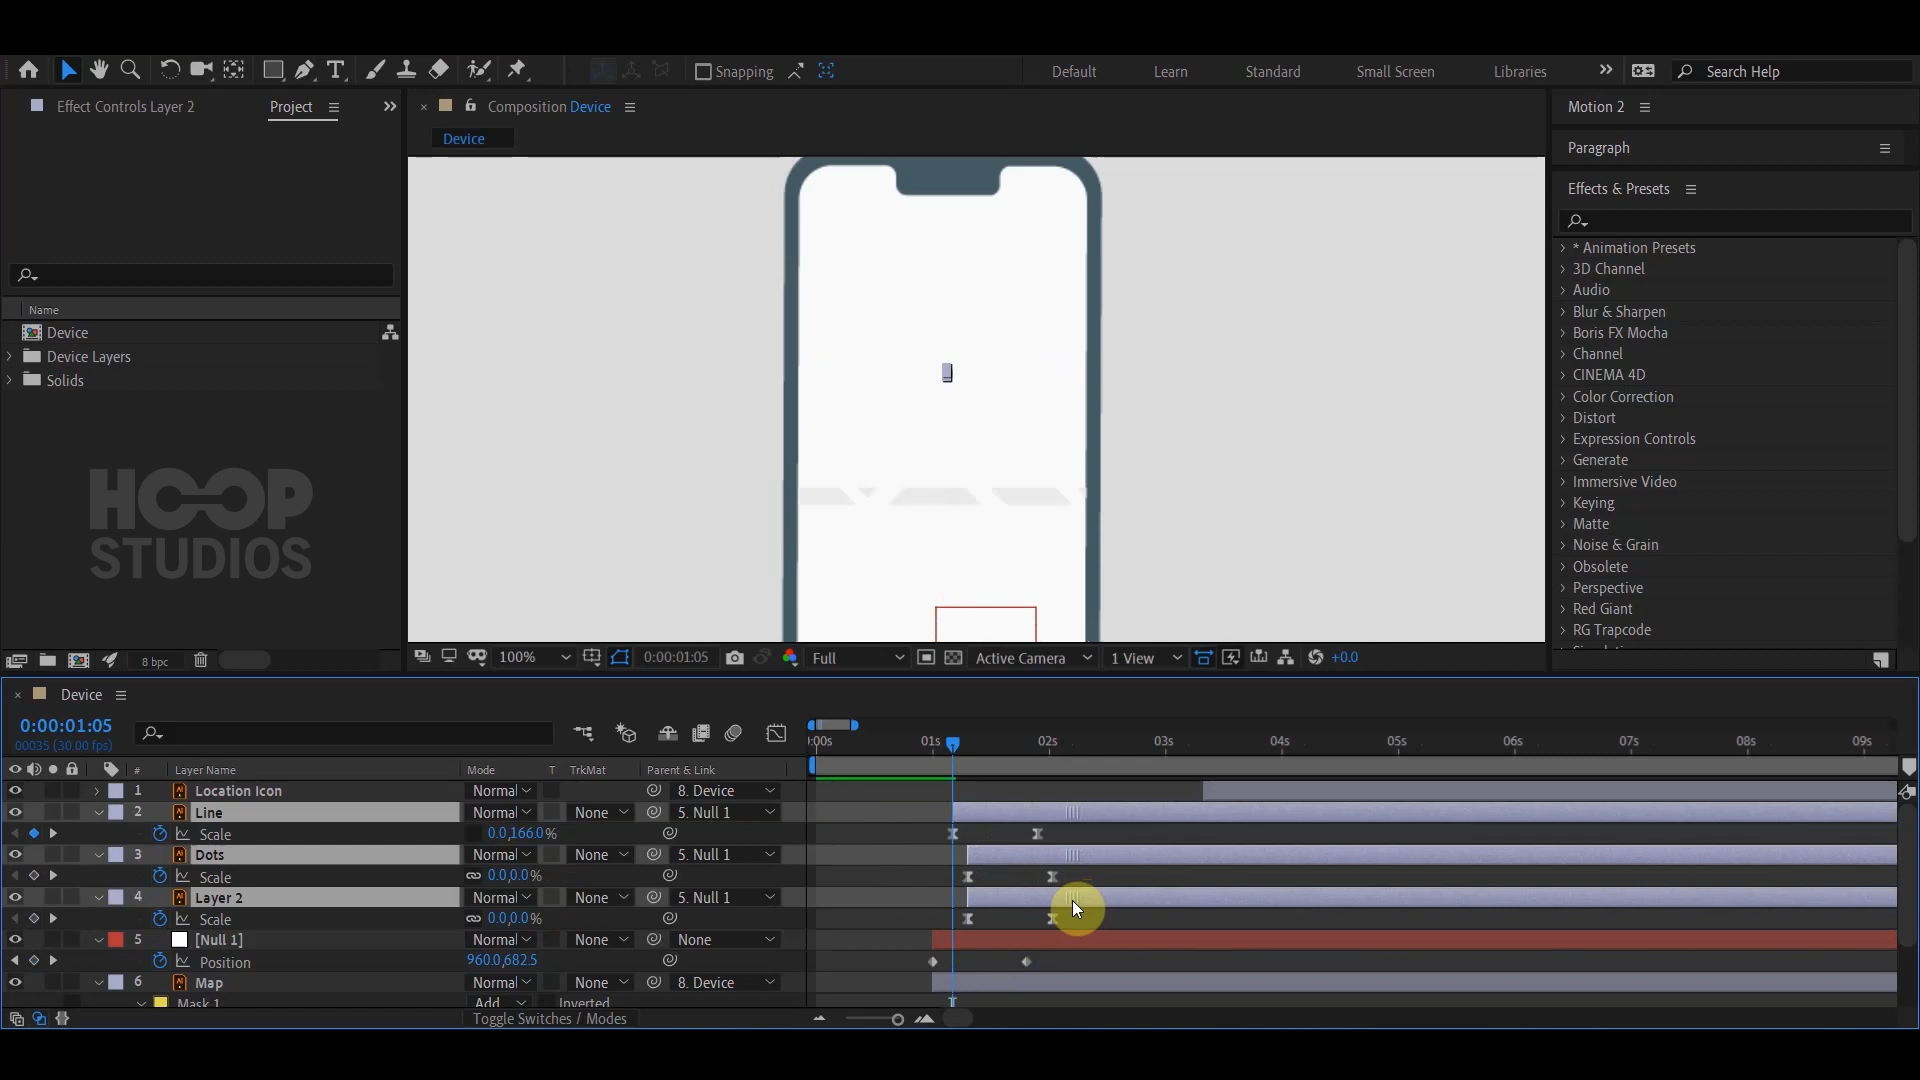 Snapping
Default
Learn
Standard
Small Screen
Libraries
Search Help
Effect Controls Layer 2
Project
Composition Device
Device
Motion 2
Paragraph
Effects & Presets
* Animation Presets
3D Channel
Audio
Blur & Sharpen
Boris FX Mocha
Channel
CINEMA 4D
Color Correction
Distort
Expression Controls
Generate
Immersive Video
Keying
Matte
Noise & Grain
Obsolete
Perspective
Red Giant
RG Trapcode
Name
Device
Device Layers
Solids
HOOP
STUDIOS
8 bpc
100%
0:00:01:05
Full
Active Camera
1 View
+0.0
Device
0:00:01:05
00035 (30.00 fps)
:00s 01s 02s 03s 04s 05s 06s 07s 08s 09s
# Layer Name Mode T TrkMat Parent & Link
1 Location Icon Normal 8. Device
2 Line Normal None 5. Null 1
Scale 0.0,166.0%
3 Dots Normal None 5. Null 1
Scale 0.0,0.0%
4 Layer 2 Normal None 5. Null 1
Scale 0.0,0.0%
5 [Null 1] Normal None None
Position 960.0,682.5
6 Map Normal None 8. Device
Mask 1 Add Inverted
Toggle Switches / Modes